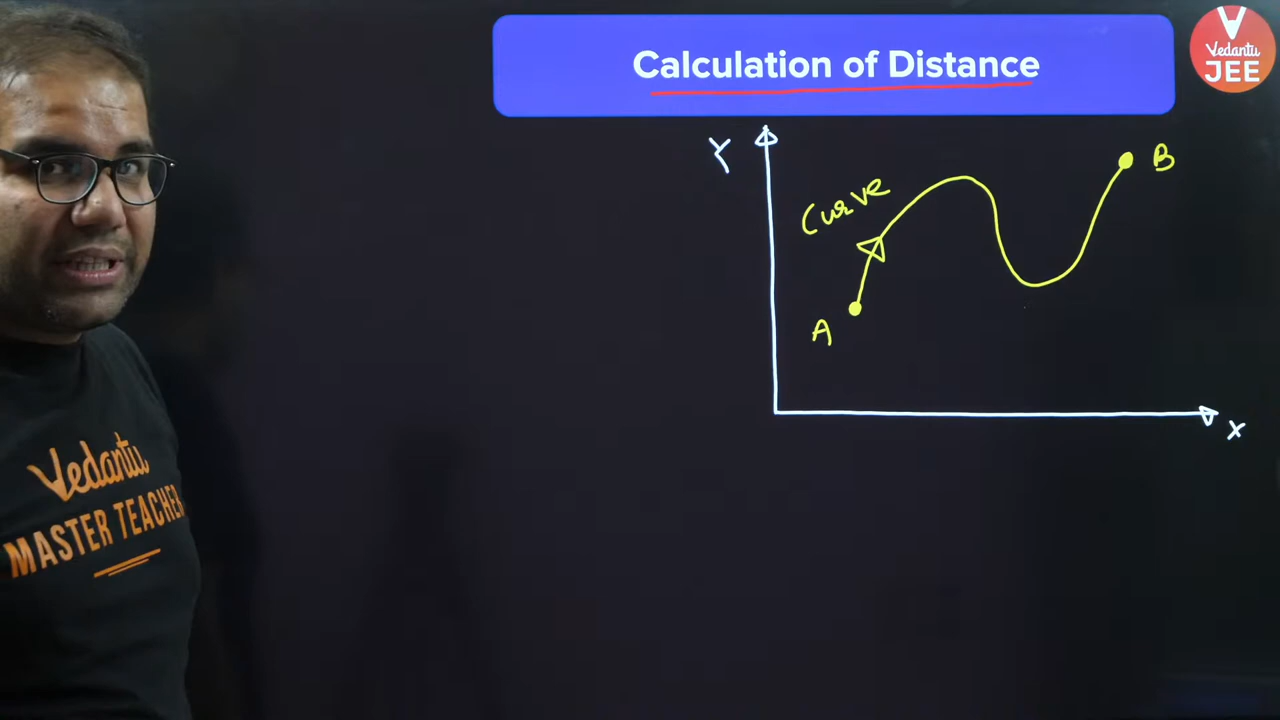 Calculation of Distance
Vedantu
JEE
Y
Curve
B
A
X
Vedantu
MASTER TEACHER